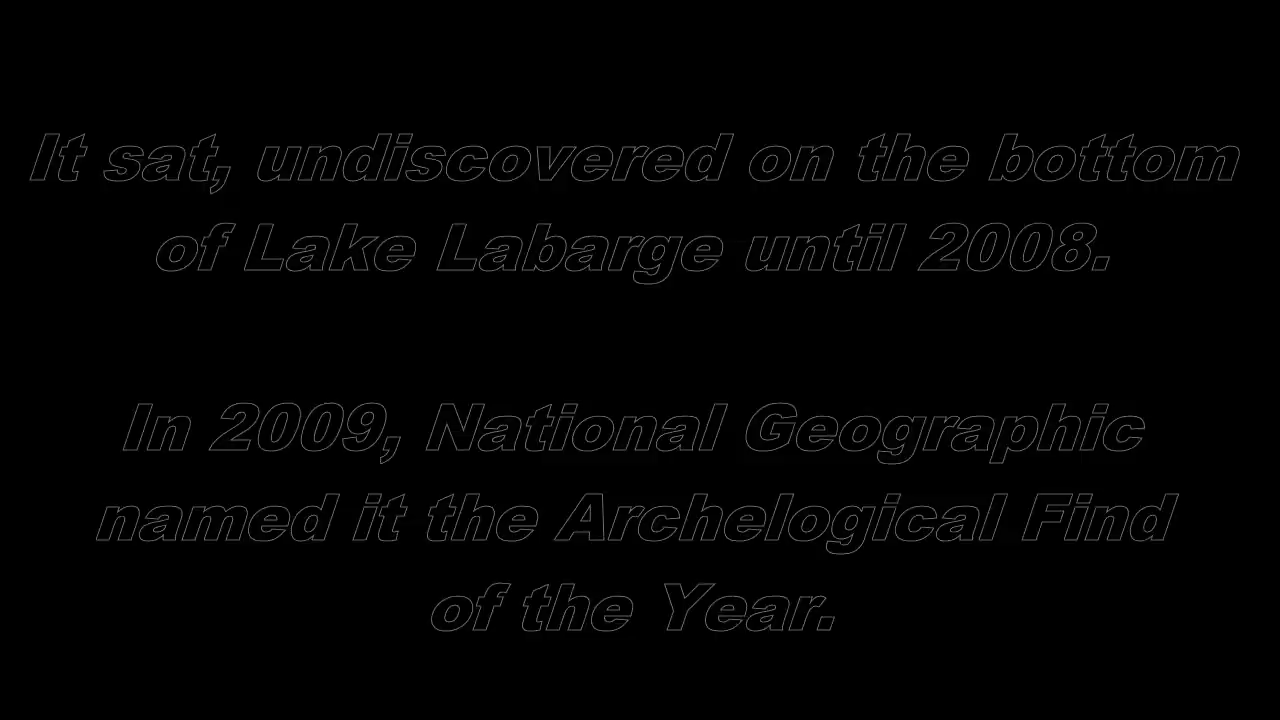 It sat, undiscovered on the bottom
of Lake Labarge until 2008.
In 2009, National Geographic
named it the Archelogical Find
of the Year.